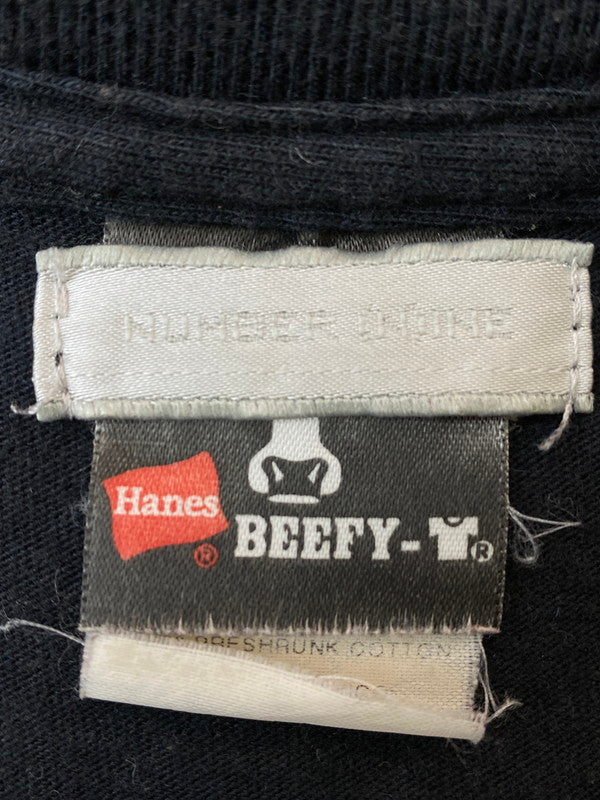 NUMBER (N)INE
Hanes
®
BEEFY-T®
PRESHRUNK COTTON